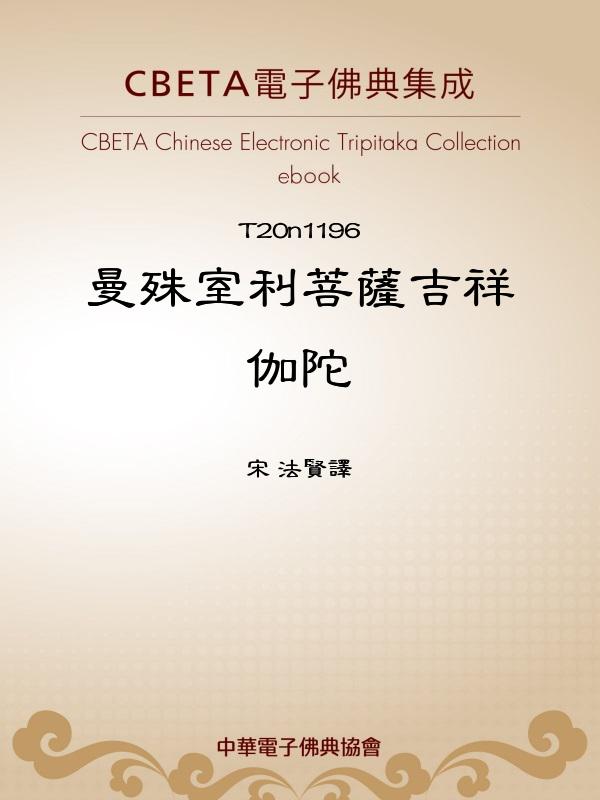 CBETA電子佛典集成
CBETA Chinese Electronic Tripitaka Collection
ebook
T20n1196
曼殊室利菩薩吉祥
伽陀
宋 法賢譯
中華電子佛典協會